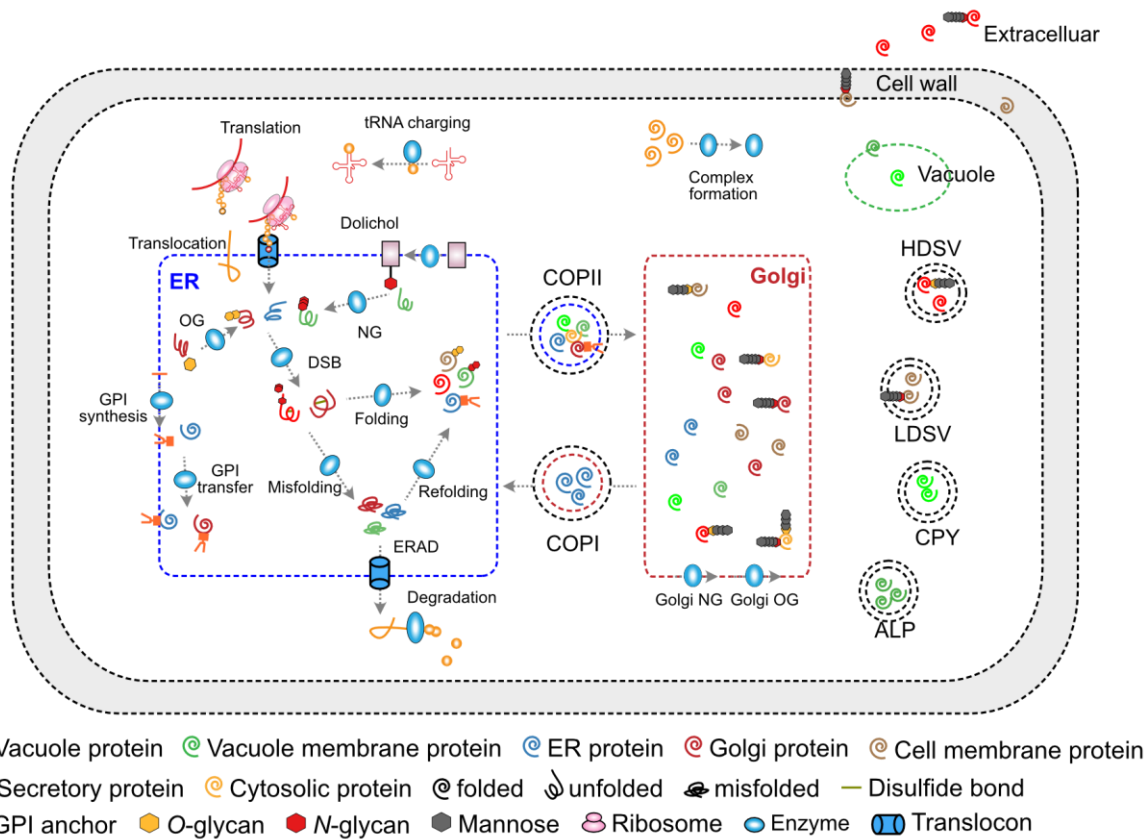 Extracelluar
Cell wall
Translation
tRNA charging
Complex
formation
Vacuole
Translocation
Dolichol
ER
OG
NG
DSB
GPI
synthesis
Folding
GPI
transfer
Misfolding
Refolding
ERAD
Degradation
COPII
COPI
Golgi
Golgi NG
Golgi OG
HDSV
LDSV
CPY
ALP
Vacuole protein
Vacuole membrane protein
ER protein
Golgi protein
Cell membrane protein
Secretory protein
Cytosolic protein
folded
unfolded
misfolded
Disulfide bond
GPI anchor
O-glycan
N-glycan
Mannose
Ribosome
Enzyme
Translocon